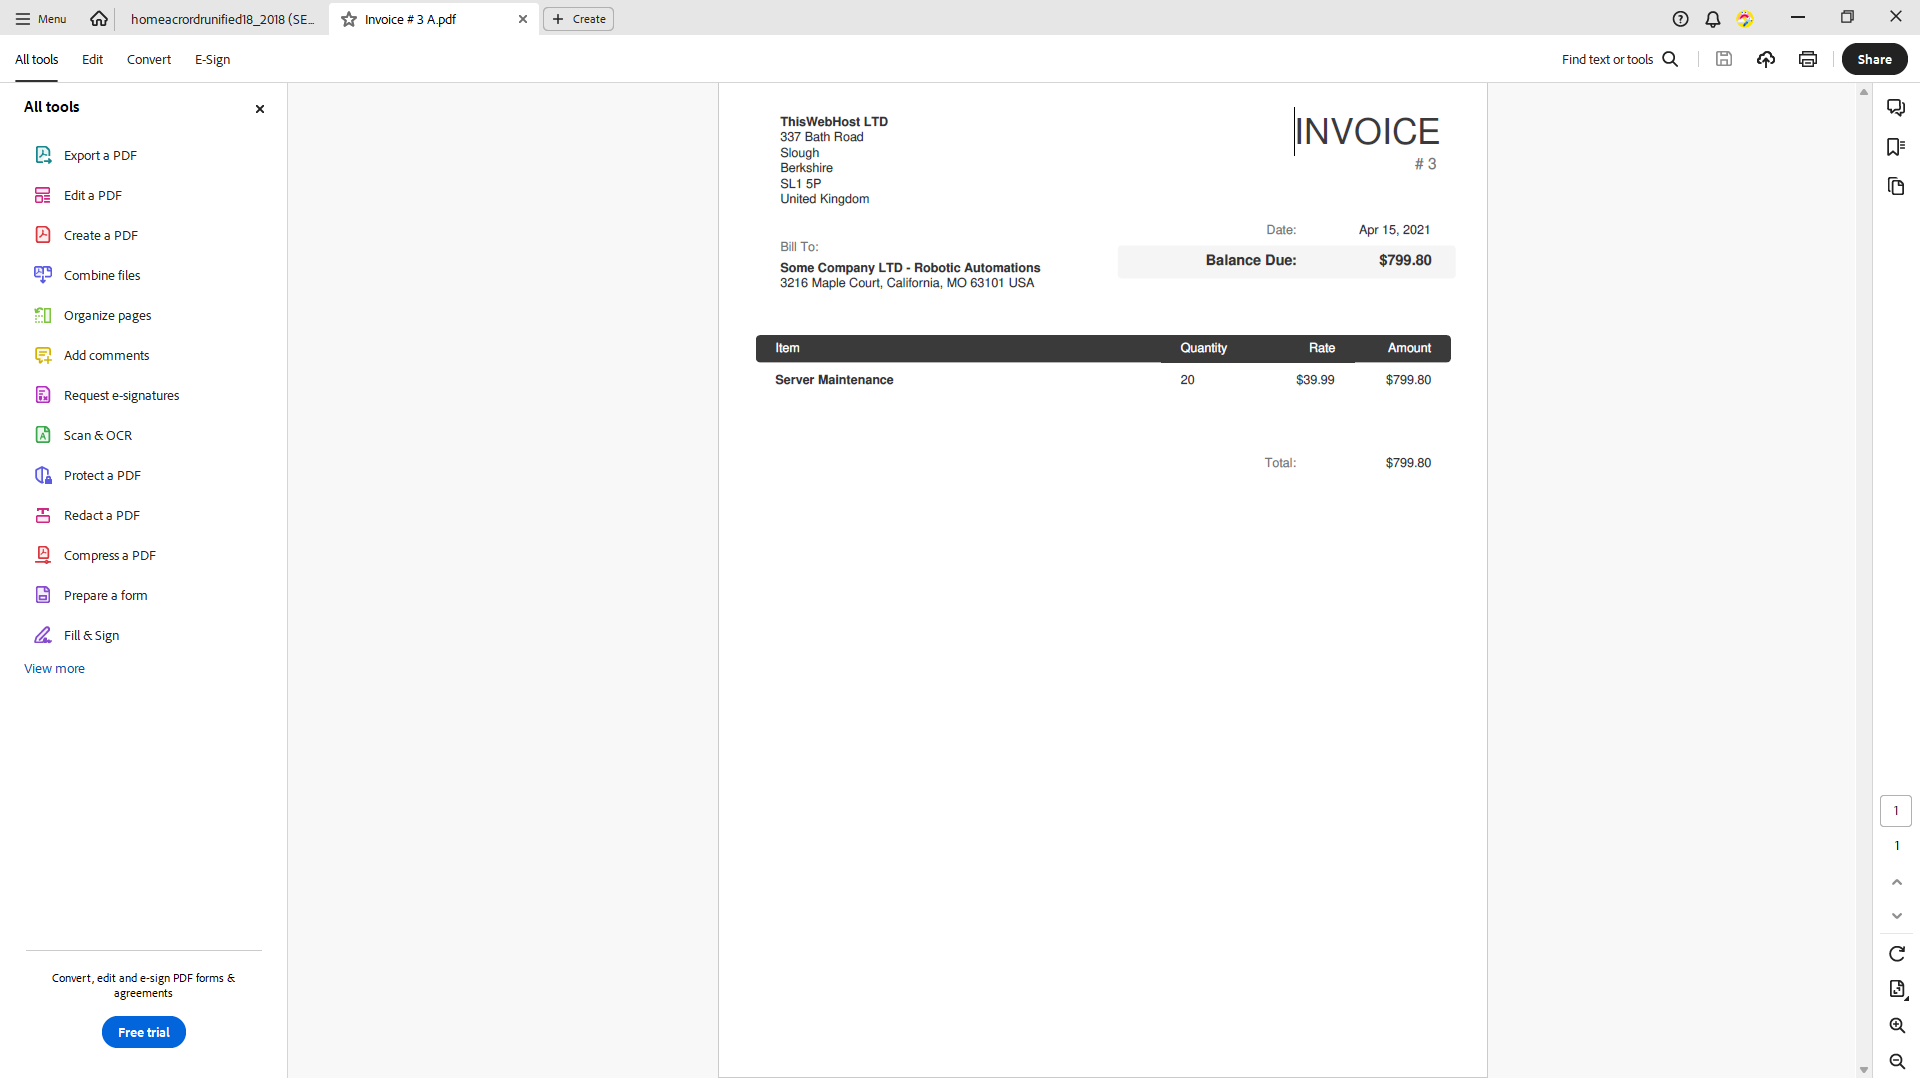 Menu
homeacrordrunified18_2018 (SE...
Invoice # 3 A.pdf
Create
All tools
Edit
Convert
E-Sign
Find text or tools
Share
All tools
Export a PDF
Edit a PDF
Create a PDF
Combine files
Organize pages
Add comments
Request e-signatures
Scan & OCR
Protect a PDF
Redact a PDF
Compress a PDF
Prepare a form
Fill & Sign
View more
Convert, edit and e-sign PDF forms &
agreements
Free trial
ThisWebHost LTD
337 Bath Road
Slough
Berkshire
SL1 5P
United Kingdom
INVOICE
# 3
Date: Apr 15, 2021
Balance Due: $799.80
Bill To:
Some Company LTD - Robotic Automations
3216 Maple Court, California, MO 63101 USA
Item Quantity Rate Amount
Server Maintenance 20 $39.99 $799.80
Total: $799.80
1
1